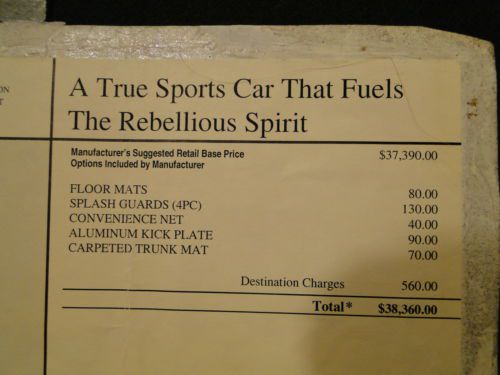 ON
T
A True Sports Car That Fuels
The Rebellious Spirit
Manufacturer's Suggested Retail Base Price $37,390.00
Options Included by Manufacturer
FLOOR MATS 80.00
SPLASH GUARDS (4PC) 130.00
CONVENIENCE NET 40.00
ALUMINUM KICK PLATE 90.00
CARPETED TRUNK MAT 70.00
Destination Charges 560.00
Total* $38,360.00